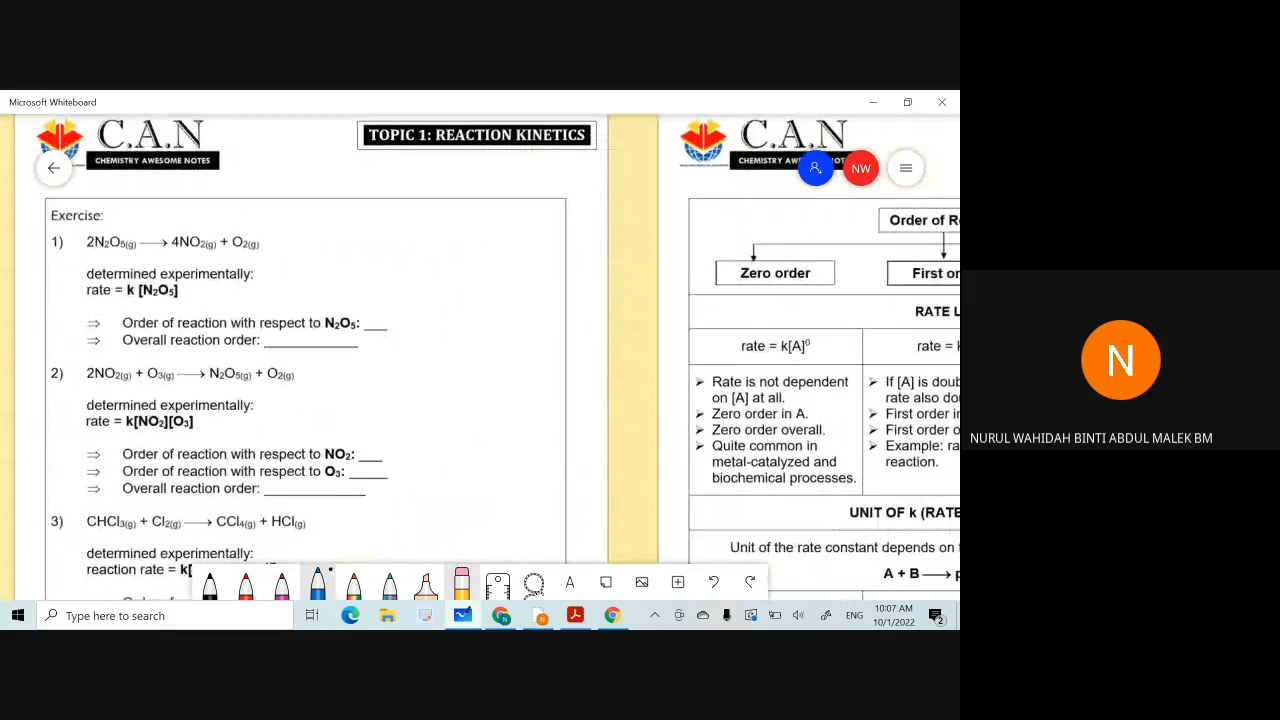 Microsoft Whiteboard
C.A.N
CHEMISTRY AWESOME NOTES
TOPIC 1: REACTION KINETICS
Exercise:
1) 2N₂O₅(g) ⟶ 4NO₂(g) + O₂(g)
determined experimentally:
rate = k [N₂O₅]
⇒ Order of reaction with respect to N₂O₅: ___
⇒ Overall reaction order: ____________
2) 2NO₂(g) + O₃(g) ⟶ N₂O₅(g) + O₂(g)
determined experimentally:
rate = k[NO₂][O₃]
⇒ Order of reaction with respect to NO₂: ___
⇒ Order of reaction with respect to O₃: _____
⇒ Overall reaction order: _____________
3) CHCl₃(g) + Cl₂(g) ⟶ CCl₄(g) + HCl(g)
determined experimentally:
reaction rate = k[
C.A.N
CHEMISTRY AWESOME NOT
NW
Order of R
Zero order
First or
RATE L
rate = k[A]⁰
rate = k
➢ Rate is not dependent
on [A] at all.
➢ Zero order in A.
➢ Zero order overall.
➢ Quite common in
metal-catalyzed and
biochemical processes.
➢ If [A] is doub
rate also dou
➢ First order in
➢ First order o
➢ Example: ra
reaction.
UNIT OF k (RATE
Unit of the rate constant depends on
A + B ⟶ p
A
Type here to search
ENG
10:07 AM
10/1/2022
2
N
NURUL WAHIDAH BINTI ABDUL MALEK BM